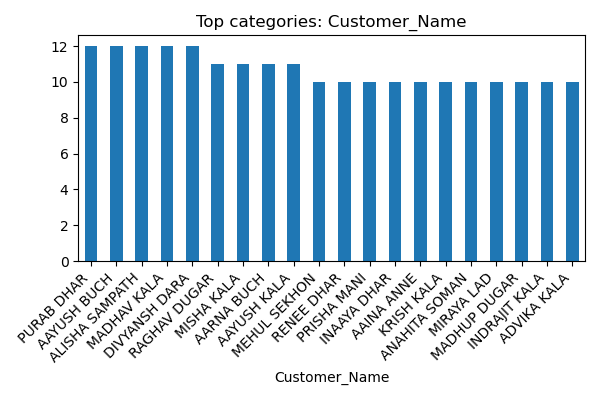 Top categories: Customer_Name
12
10
8
6
4
2
0
PURAB DHAR
AAYUSH BUCH
ALISHA SAMPATH
MADHAV KALA
DIVYANSH DARA
RAGHAV DUGAR
MISHA KALA
AARNA BUCH
AAYUSH KALA
MEHUL SEKHON
RENEE DHAR
PRISHA MANI
INAAYA DHAR
AAINA ANNE
KRISH KALA
ANAHITA SOMAN
MIRAYA LAD
MADHUP DUGAR
INDRAJIT KALA
ADVIKA KALA
Customer_Name